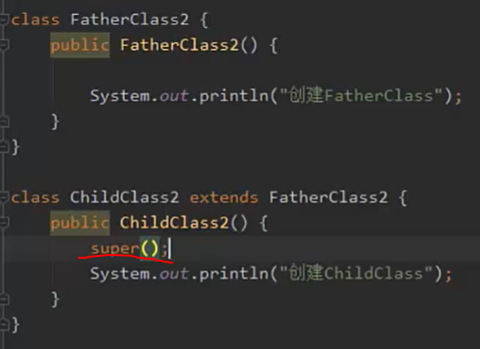 class FatherClass2 {
public FatherClass2() {
System.out.println("创建FatherClass");
}
}
class ChildClass2 extends FatherClass2 {
public ChildClass2() {
super();
System.out.println("创建ChildClass");
}
}